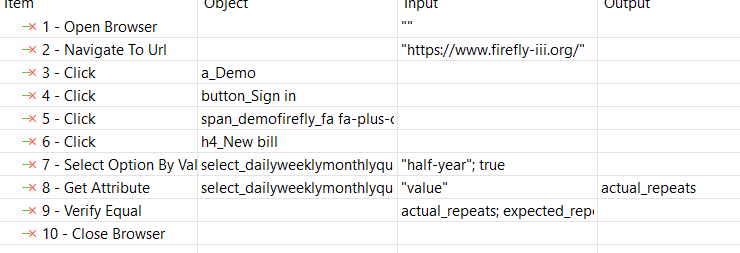 Item Object Input Output
1 - Open Browser ""
2 - Navigate To Url "https://www.firefly-iii.org/"
3 - Click a_Demo
4 - Click button_Sign in
5 - Click span_demofirefly_fa fa-plus-c
6 - Click h4_New bill
7 - Select Option By Val select_dailyweeklymonthlyqu "half-year"; true
8 - Get Attribute select_dailyweeklymonthlyqu "value" actual_repeats
9 - Verify Equal actual_repeats; expected_repe
10 - Close Browser